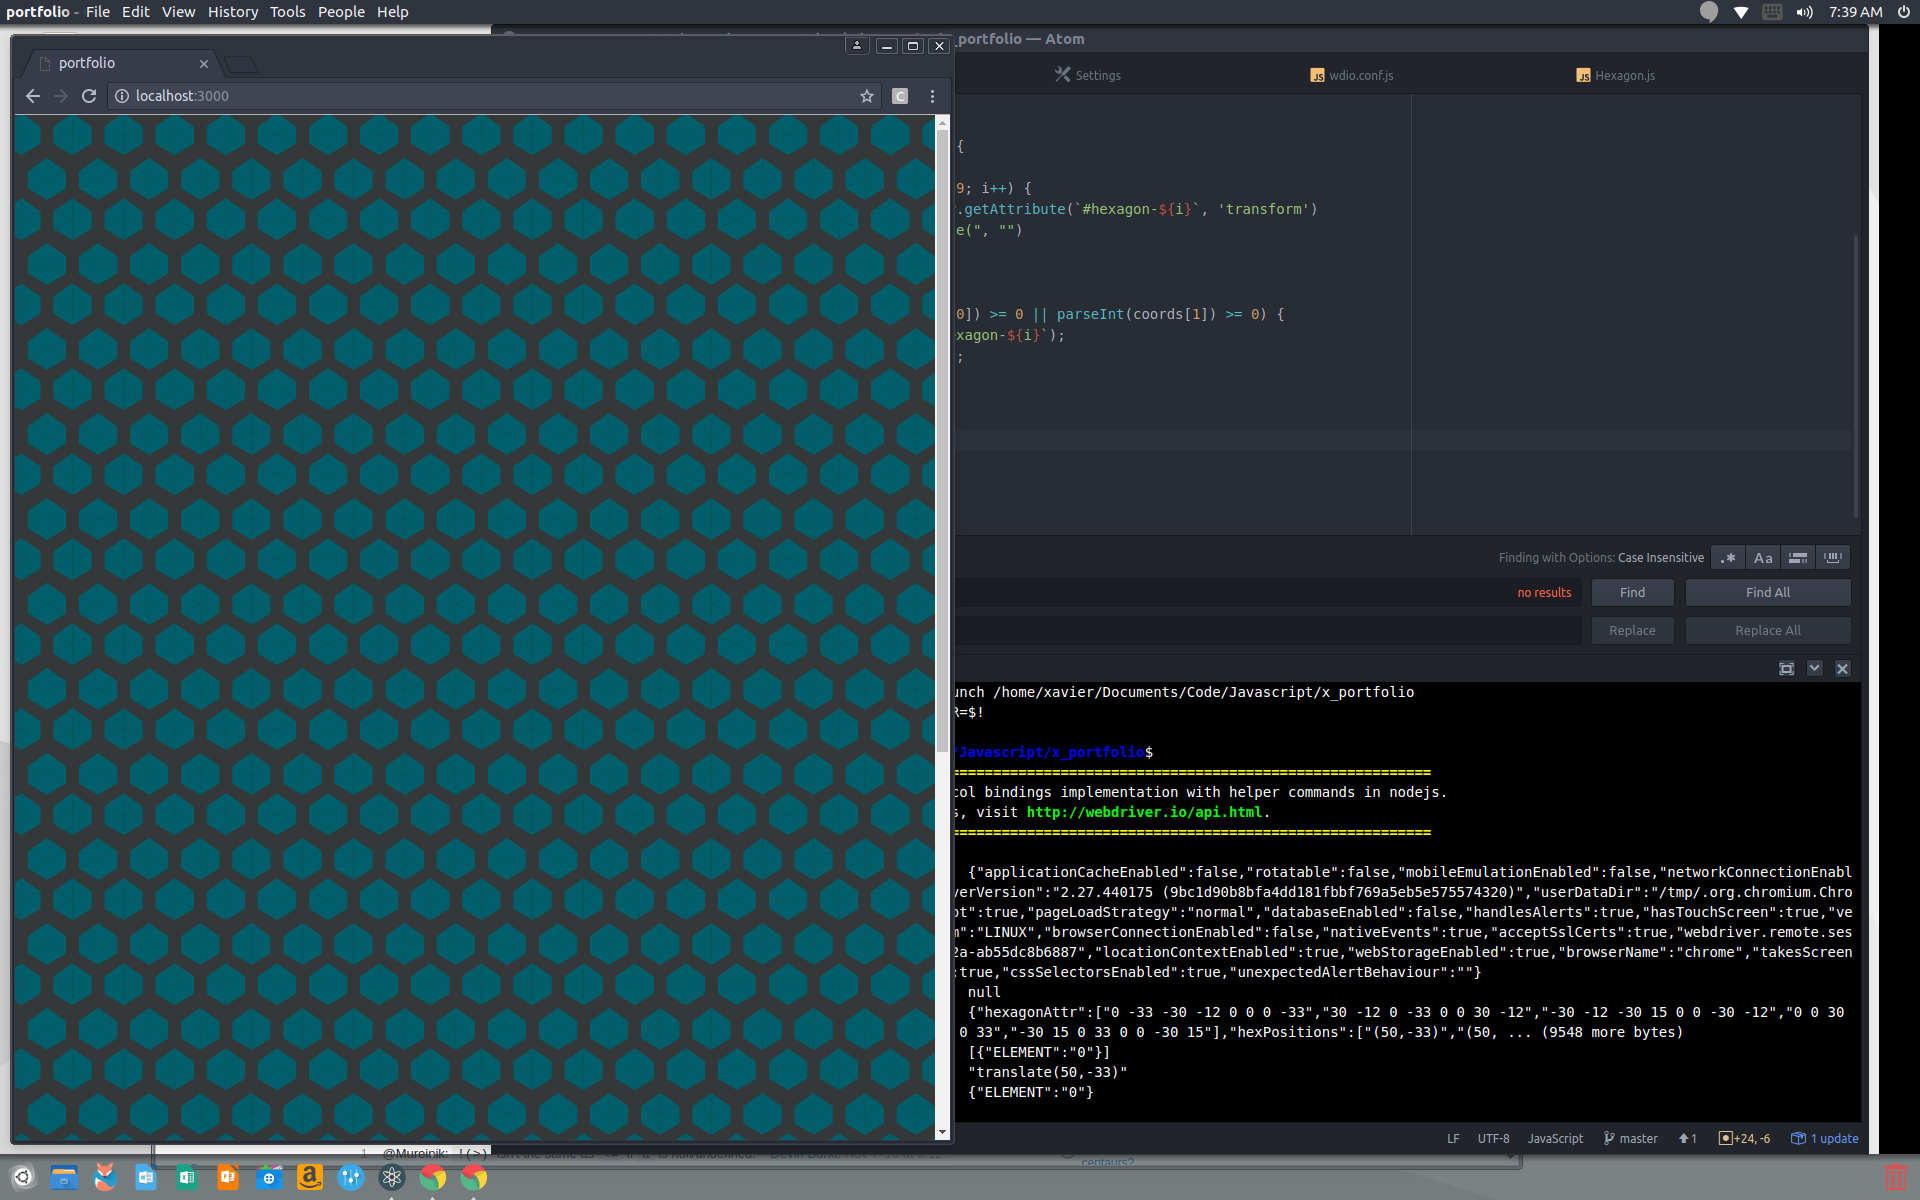 portfolio - File Edit View History Tools People Help
7:39 AM
_portfolio — Atom
portfolio
Settings
wdio.conf.js
Hexagon.js
localhost:3000
C
{
9; i++) {
.getAttribute(`#hexagon-${i}`, 'transform')
e(", "")
0]) >= 0 || parseInt(coords[1]) >= 0) {
xagon-${i}`);
;
Finding with Options: Case Insensitive
.* Aa
no results
Find
Find All
Replace
Replace All
unch /home/xavier/Documents/Code/Javascript/x_portfolio
R=$!
/Javascript/x_portfolio$
=========================================================
col bindings implementation with helper commands in nodejs.
s, visit http://webdriver.io/api.html.
=========================================================
{"applicationCacheEnabled":false,"rotatable":false,"mobileEmulationEnabled":false,"networkConnectionEnabl
verVersion":"2.27.440175 (9bc1d90b8bfa4dd181fbbf769a5eb5e575574320)","userDataDir":"/tmp/.org.chromium.Chro
ot":true,"pageLoadStrategy":"normal","databaseEnabled":false,"handlesAlerts":true,"hasTouchScreen":true,"ve
m":"LINUX","browserConnectionEnabled":false,"nativeEvents":true,"acceptSslCerts":true,"webdriver.remote.ses
2a-ab55dc8b6887","locationContextEnabled":true,"webStorageEnabled":true,"browserName":"chrome","takesScreen
:true,"cssSelectorsEnabled":true,"unexpectedAlertBehaviour":""}
null
{"hexagonAttr":["0 -33 -30 -12 0 0 0 -33","30 -12 0 -33 0 0 30 -12","-30 -12 -30 15 0 0 -30 -12","0 0 30
0 33","-30 15 0 33 0 0 -30 15"],"hexPositions":["(50,-33)","(50, ... (9548 more bytes)
[{"ELEMENT":"0"}]
"translate(50,-33)"
{"ELEMENT":"0"}
LF UTF-8 JavaScript master 1 +24, -6 1 update
1 @Mureinik: !(>)
centaurs?